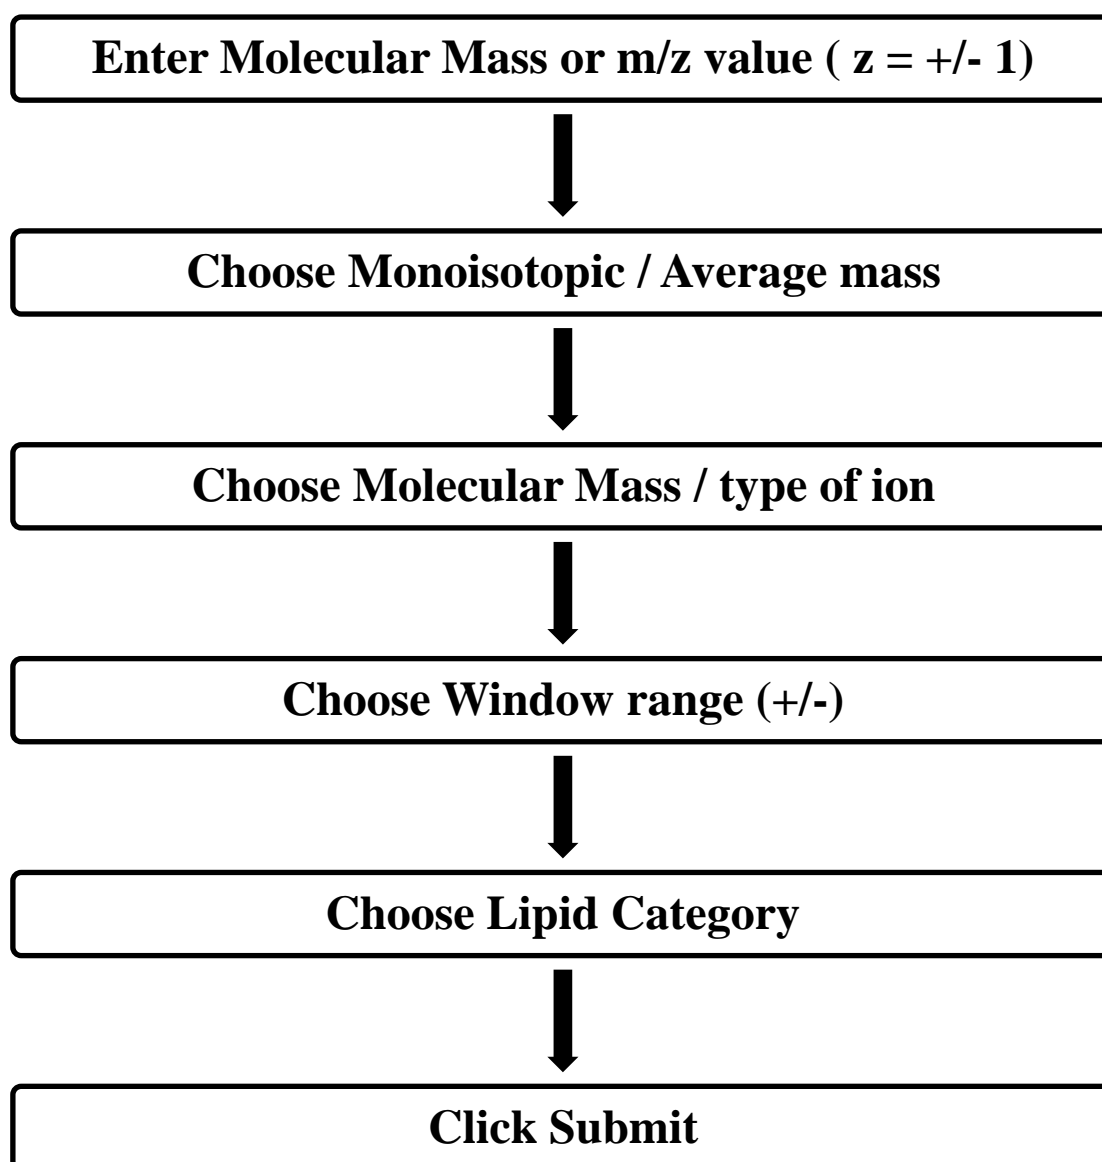 Enter Molecular Mass or m/z value ( z = +/- 1)
Choose Monoisotopic / Average mass
Choose Molecular Mass / type of ion
Choose Window range (+/-)
Choose Lipid Category
Click Submit